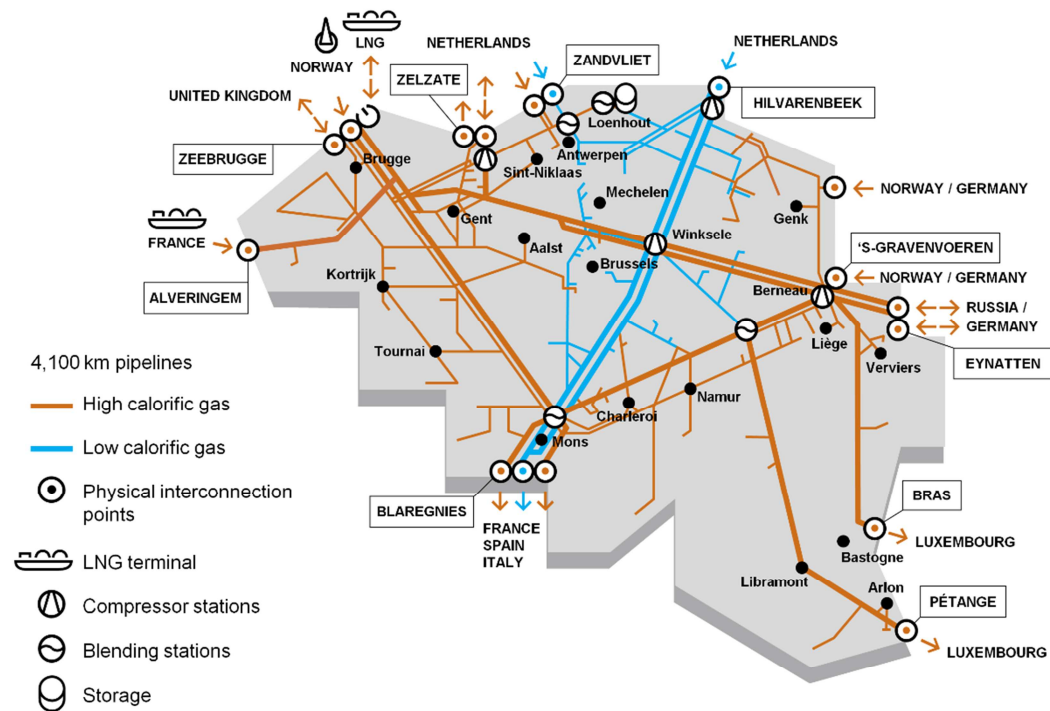 LNG
NORWAY
NETHERLANDS
NETHERLANDS
ZANDVLIET
ZELZATE
UNITED KINGDOM
HILVARENBEEK
Loenhout
ZEEBRUGGE
Brugge
Antwerpen
Sint-Niklaas
Mechelen
NORWAY / GERMANY
Genk
Gent
FRANCE
Winksele
Aalst
'S-GRAVENVOEREN
Brussels
Kortrijk
NORWAY / GERMANY
ALVERINGEM
Berneau
RUSSIA /
GERMANY
Liège
Tournai
Verviers
EYNATTEN
4,100 km pipelines
High calorific gas
Namur
Charleroi
Low calorific gas
Mons
Physical interconnection
points
BLAREGNIES
BRAS
FRANCE
SPAIN
ITALY
LUXEMBOURG
Bastogne
LNG terminal
Libramont
Arlon
Compressor stations
PÉTANGE
Blending stations
LUXEMBOURG
Storage